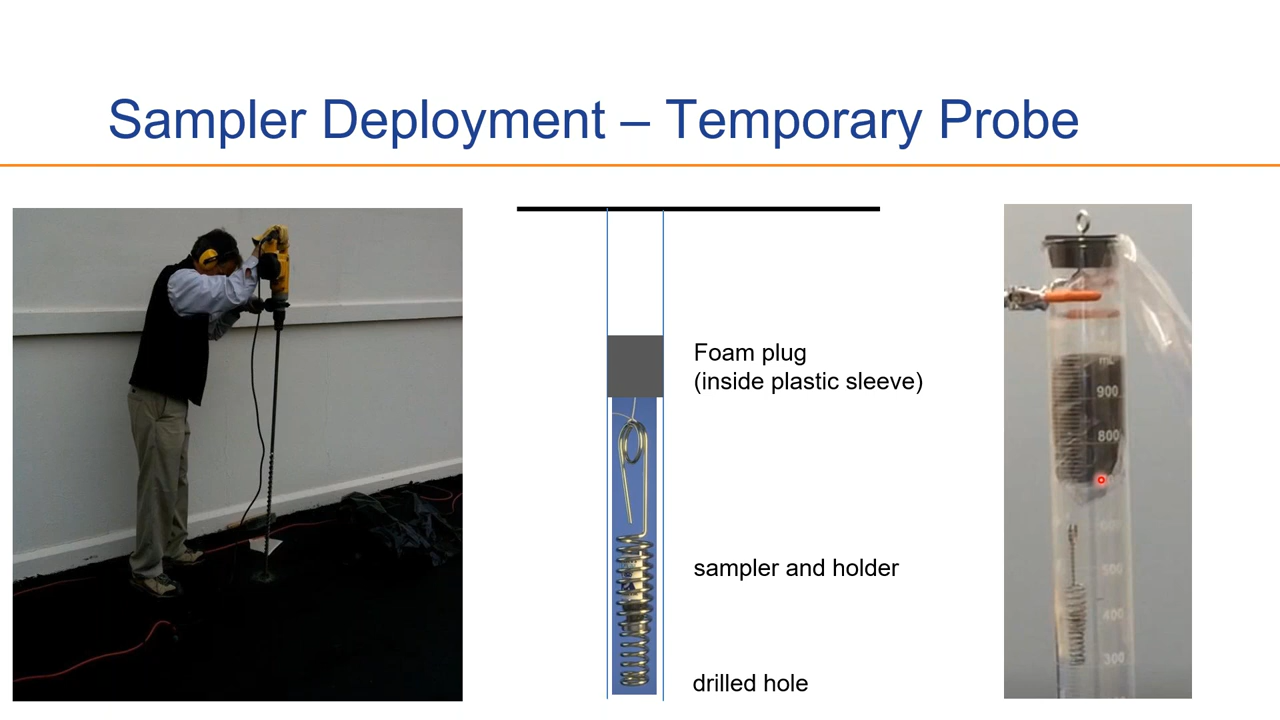 Sampler Deployment – Temporary Probe
Foam plug
(inside plastic sleeve)
sampler and holder
drilled hole
mL
900
800
500
400
300